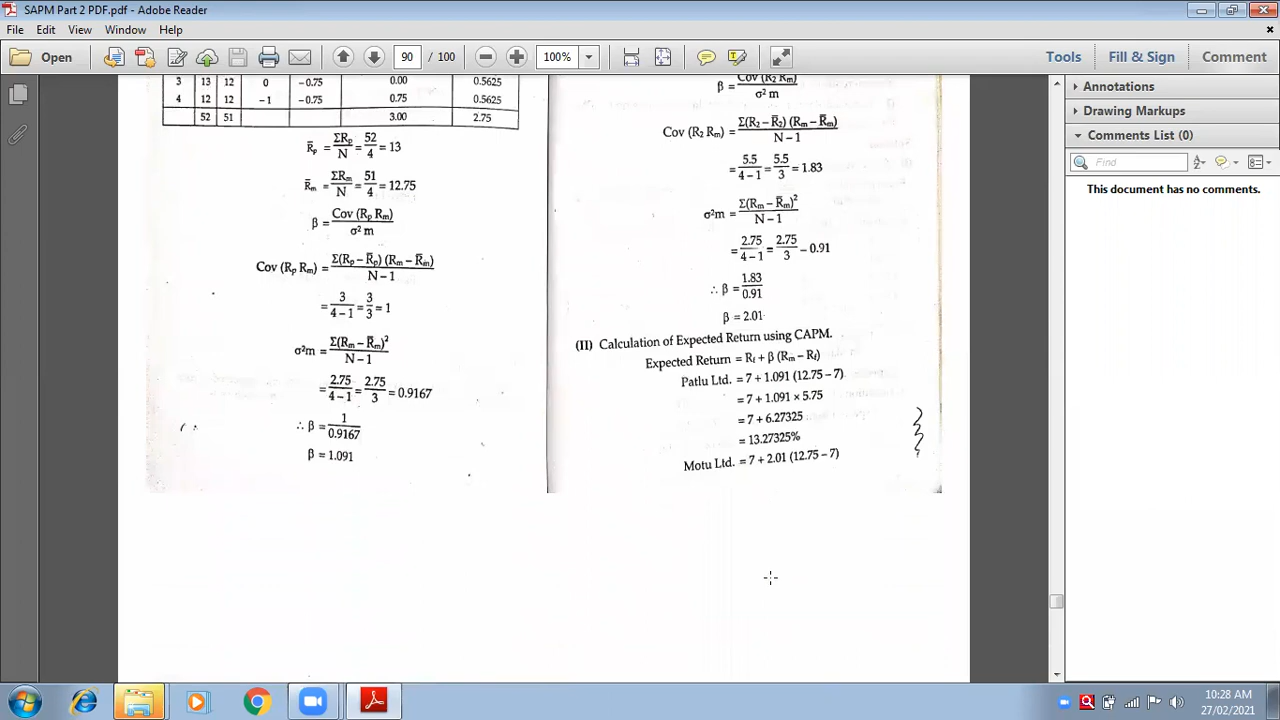 SAPM Part 2 PDF.pdf - Adobe Reader
File Edit View Window Help
Open 90 / 100 100% Tools Fill & Sign Comment
Annotations
Drawing Markups
Comments List (0)
Find
This document has no comments.
3 13 12 0 −0.75 0.00 0.5625
4 12 12 −1 −0.75 0.75 0.5625
52 51 3.00 2.75
R̄p = ΣRp/N = 52/4 = 13
R̄m = ΣRm/N = 51/4 = 12.75
β = Cov (Rp Rm)/σ²m
Cov (Rp Rm) = Σ(Rp − R̄p) (Rm − R̄m)/N − 1
= 3/4−1 = 3/3 = 1
σ²m = Σ(Rm − R̄m)²/N − 1
= 2.75/4−1 = 2.75/3 = 0.9167
∴ β = 1/0.9167
β = 1.091
β = Cov (R2 Rm)/σ²m
Cov (R2 Rm) = Σ(R2 − R̄2) (Rm − R̄m)/N − 1
= 5.5/4−1 = 5.5/3 = 1.83
σ²m = Σ(Rm − R̄m)²/N − 1
= 2.75/4−1 = 2.75/3 − 0.91
∴ β = 1.83/0.91
β = 2.01
(II) Calculation of Expected Return using CAPM.
Expected Return = Rf + β (Rm − Rf)
Patlu Ltd. = 7 + 1.091 (12.75 − 7)
= 7 + 1.091 × 5.75
= 7 + 6.27325
= 13.27325%
Motu Ltd. = 7 + 2.01 (12.75 − 7)
10:28 AM
27/02/2021